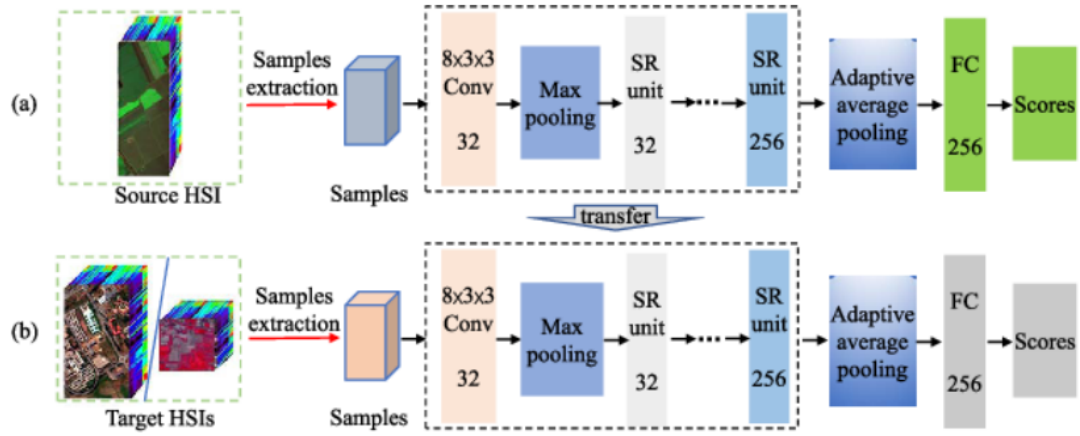 (a)
Source HSI
Samples
extraction
Samples
8x3x3
Conv
32
Max
pooling
SR
unit
32
SR
unit
256
Adaptive
average
pooling
FC
256
Scores
transfer
(b)
Target HSIs
Samples
extraction
Samples
8x3x3
Conv
32
Max
pooling
SR
unit
32
SR
unit
256
Adaptive
average
pooling
FC
256
Scores